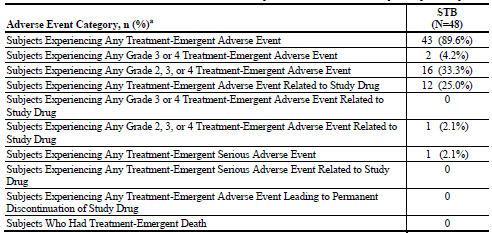 STB
Adverse Event Category, n (%)a (N=48)
Subjects Experiencing Any Treatment-Emergent Adverse Event 43 (89.6%)
Subjects Experiencing Any Grade 3 or 4 Treatment-Emergent Adverse Event 2 (4.2%)
Subjects Experiencing Any Grade 2, 3, or 4 Treatment-Emergent Adverse Event 16 (33.3%)
Subjects Experiencing Any Treatment-Emergent Adverse Event Related to Study Drug 12 (25.0%)
Subjects Experiencing Any Grade 3 or 4 Treatment-Emergent Adverse Event Related to 0
Study Drug
Subjects Experiencing Any Grade 2, 3, or 4 Treatment-Emergent Adverse Event Related to 1 (2.1%)
Study Drug
Subjects Experiencing Any Treatment-Emergent Serious Adverse Event 1 (2.1%)
Subjects Experiencing Any Treatment-Emergent Serious Adverse Event Related to Study 0
Drug
Subjects Experiencing Any Treatment-Emergent Adverse Event Leading to Permanent 0
Discontinuation of Study Drug
Subjects Who Had Treatment-Emergent Death 0